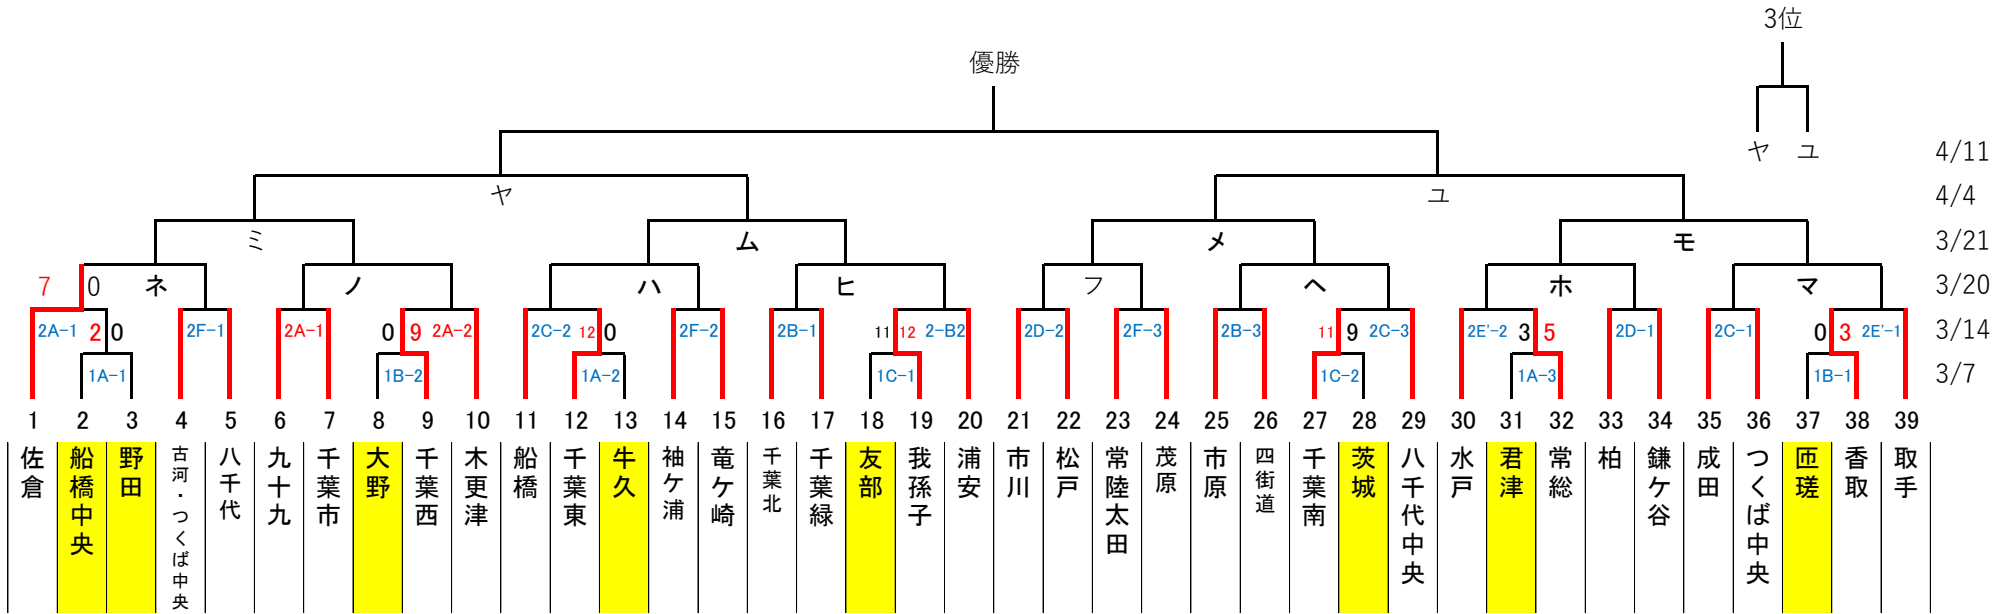 3位
優勝
ヤ ユ 4/11
ヤ ユ 4/4
ミ ム メ モ 3/21
7 0 ネ ノ ハ ヒ フ ヘ ホ マ 3/20
2A-1 2 0 2F-1 2A-1 0 9 2A-2 2C-2 12 0 2F-2 2B-1 11 12 2-B2 2D-2 2F-3 2B-3 11 9 2C-3 2E'-2 3 5 2D-1 2C-1 0 3 2E'-1 3/14
1A-1 1B-2 1A-2 1C-1 1C-2 1A-3 1B-1 3/7
1 2 3 4 5 6 7 8 9 10 11 12 13 14 15 16 17 18 19 20 21 22 23 24 25 26 27 28 29 30 31 32 33 34 35 36 37 38 39
佐倉
船橋中央
野田
古河・つくば中央
八千代
九十九
千葉市
大野
千葉西
木更津
船橋
千葉東
牛久
袖ケ浦
竜ケ崎
千葉北
千葉緑
友部
我孫子
浦安
市川
松戸
常陸太田
茂原
市原
四街道
千葉南
茨城
八千代中央
水戸
君津
常総
柏
鎌ケ谷
成田
つくば中央
匝瑳
香取
取手